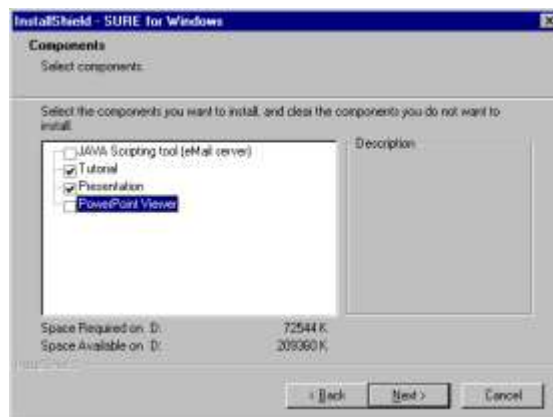 InstallShield - SURE for Windows
Components
Select components.
Select the components you want to install, and clear the components you do not want to
install.
Description
JAVA Scripting tool (eMail server)
Tutorial
Presentation
PowerPoint Viewer
Space Required on D: 72544 K
Space Available on D: 209360 K
< Back Next > Cancel